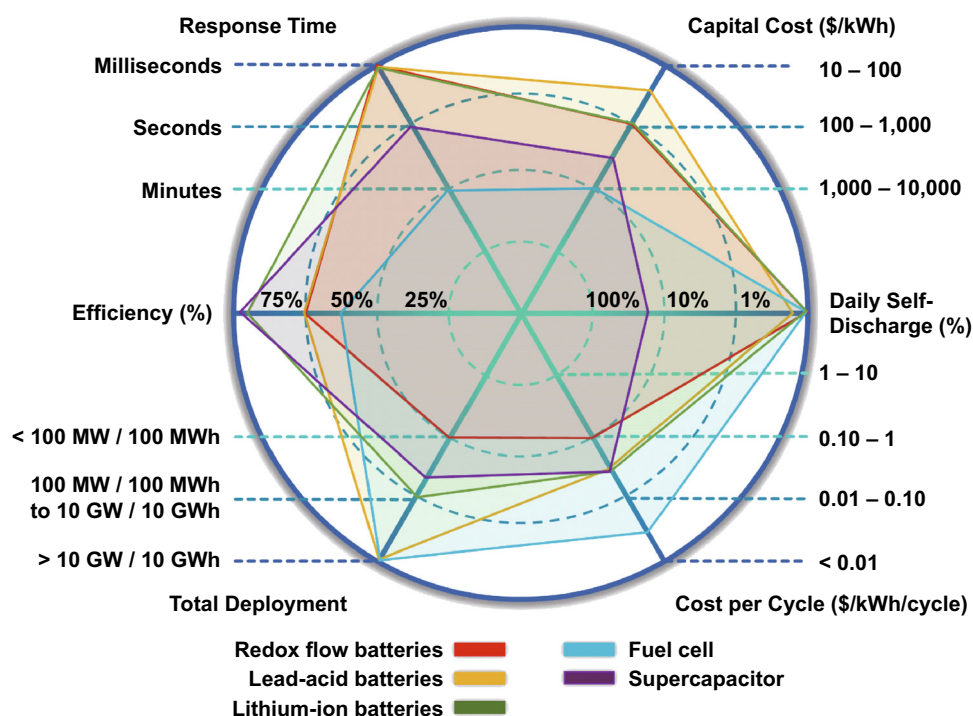 Response Time
Capital Cost ($/kWh)
Milliseconds
10 – 100
Seconds
100 – 1,000
Minutes
1,000 – 10,000
Efficiency (%)
75%
50%
25%
100%
10%
1%
Daily Self-
Discharge (%)
1 – 10
< 100 MW / 100 MWh
0.10 – 1
100 MW / 100 MWh
to 10 GW / 10 GWh
0.01 – 0.10
> 10 GW / 10 GWh
< 0.01
Total Deployment
Cost per Cycle ($/kWh/cycle)
Redox flow batteries
Fuel cell
Lead-acid batteries
Supercapacitor
Lithium-ion batteries